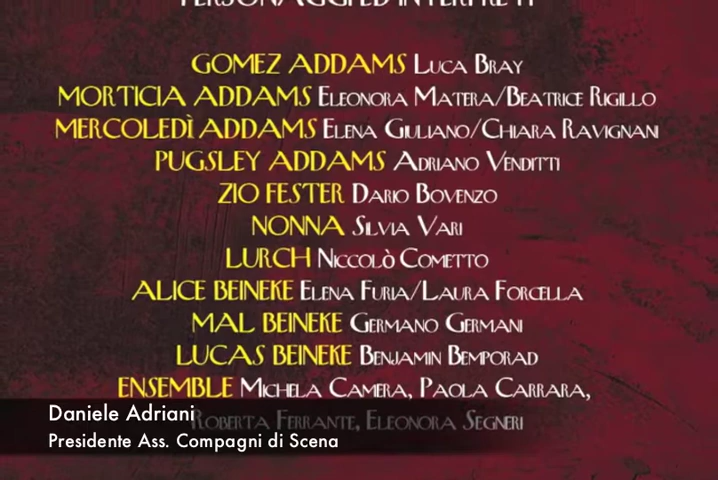 PERSONAGGI ED INTERPRETI
GOMEZ ADDAMS LUCA BRAY
MORTICIA ADDAMS ELEONORA MATERA/BEATRICE RIGILLO
MERCOLEDÌ ADDAMS ELENA GIULIANO/CHIARA RAVIGNANI
PUGSLEY ADDAMS ADRIANO VENDITTI
ZIO FESTER DARIO BOVENZO
NONNA SILVIA VARI
LURCH NICCOLÒ COMETTO
ALICE BEINEKE ELENA FURIA/LAURA FORCELLA
MAL BEINEKE GERMANO GERMANI
LUCAS BEINEKE BENJAMIN BEMPORAD
ENSEMBLE MICHELA CAMERA, PAOLA CARRARA,
ROBERTA FERRANTE, ELEONORA SEGNERI
Daniele Adriani
Presidente Ass. Compagni di Scena